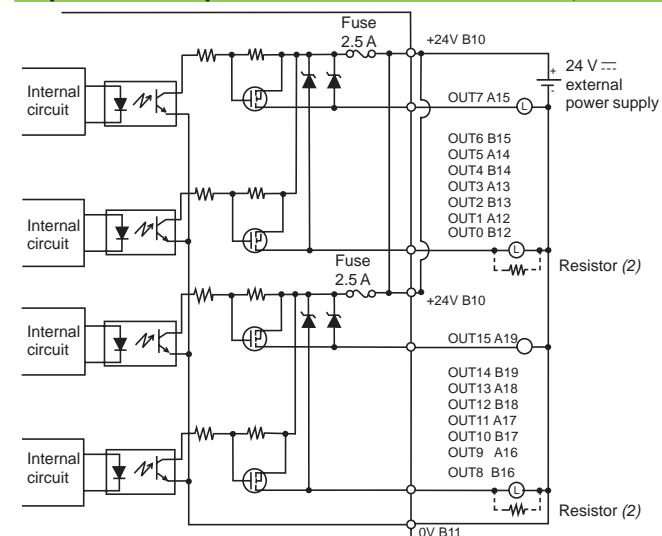 Fuse
2.5 A
+24V B10
24 V
external
power supply
+
-
Internal
circuit
OUT7 A15
L
OUT6 B15
OUT5 A14
OUT4 B14
OUT3 A13
OUT2 B13
OUT1 A12
OUT0 B12
Internal
circuit
L
Resistor (2)
Fuse
2.5 A
+24V B10
Internal
circuit
OUT15 A19
OUT14 B19
OUT13 A18
OUT12 B18
OUT11 A17
OUT10 B17
OUT9 A16
OUT8 B16
Internal
circuit
L
Resistor (2)
0V B11